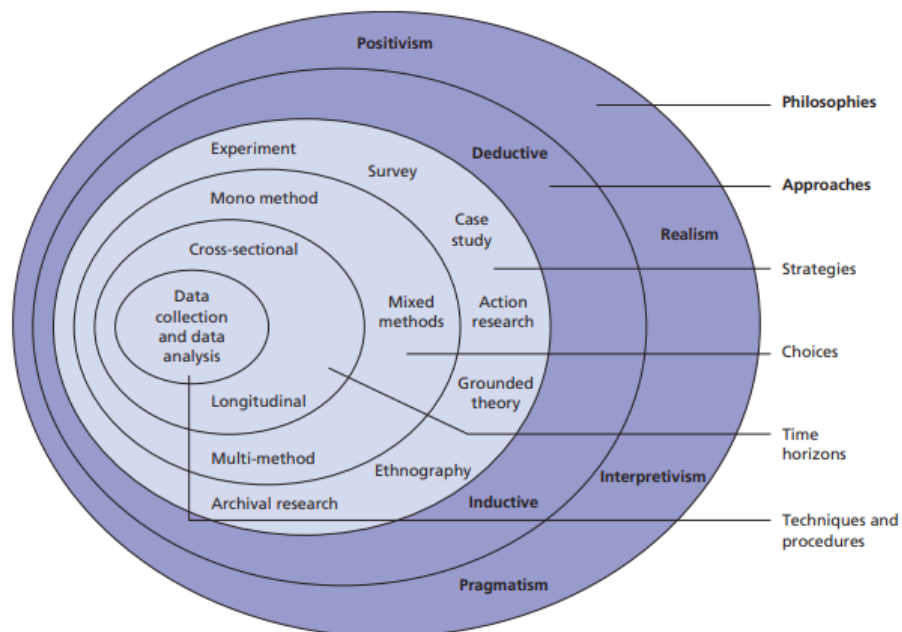 Positivism
Philosophies
Experiment
Deductive
Survey
Approaches
Mono method
Case
study
Realism
Cross-sectional
Strategies
Data
collection
and data
analysis
Mixed
methods
Action
research
Choices
Longitudinal
Grounded
theory
Time
horizons
Multi-method
Ethnography
Interpretivism
Archival research
Inductive
Techniques and
procedures
Pragmatism